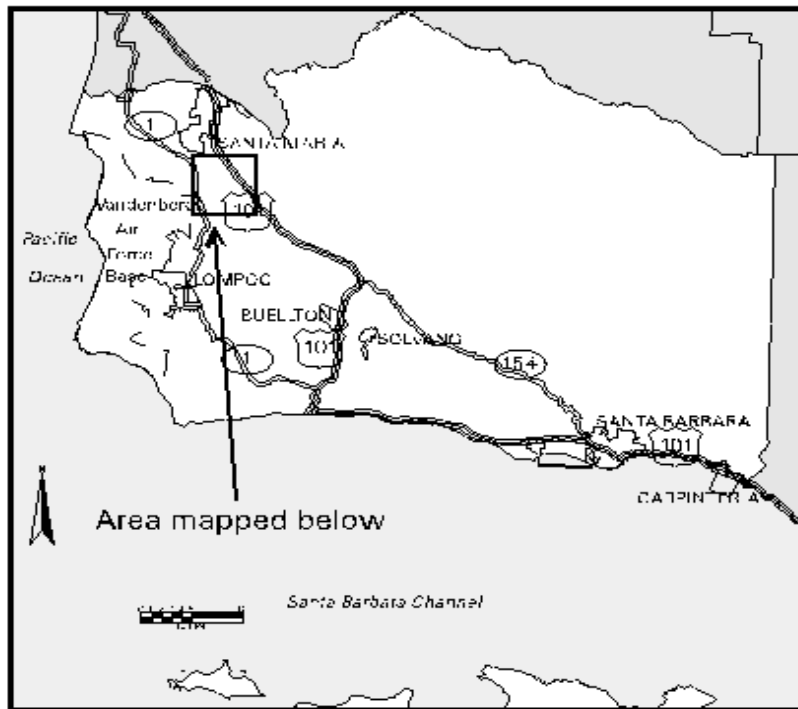 1
SANTA MARIA
Vandenberg
Air
Force
Base
101
Pacific
Ocean
LOMPOC
BUELLTON
101
SOLVANG
1
154
SANTA BARBARA
101
CARPINTERIA
N
Area mapped below
Santa Barbara Channel